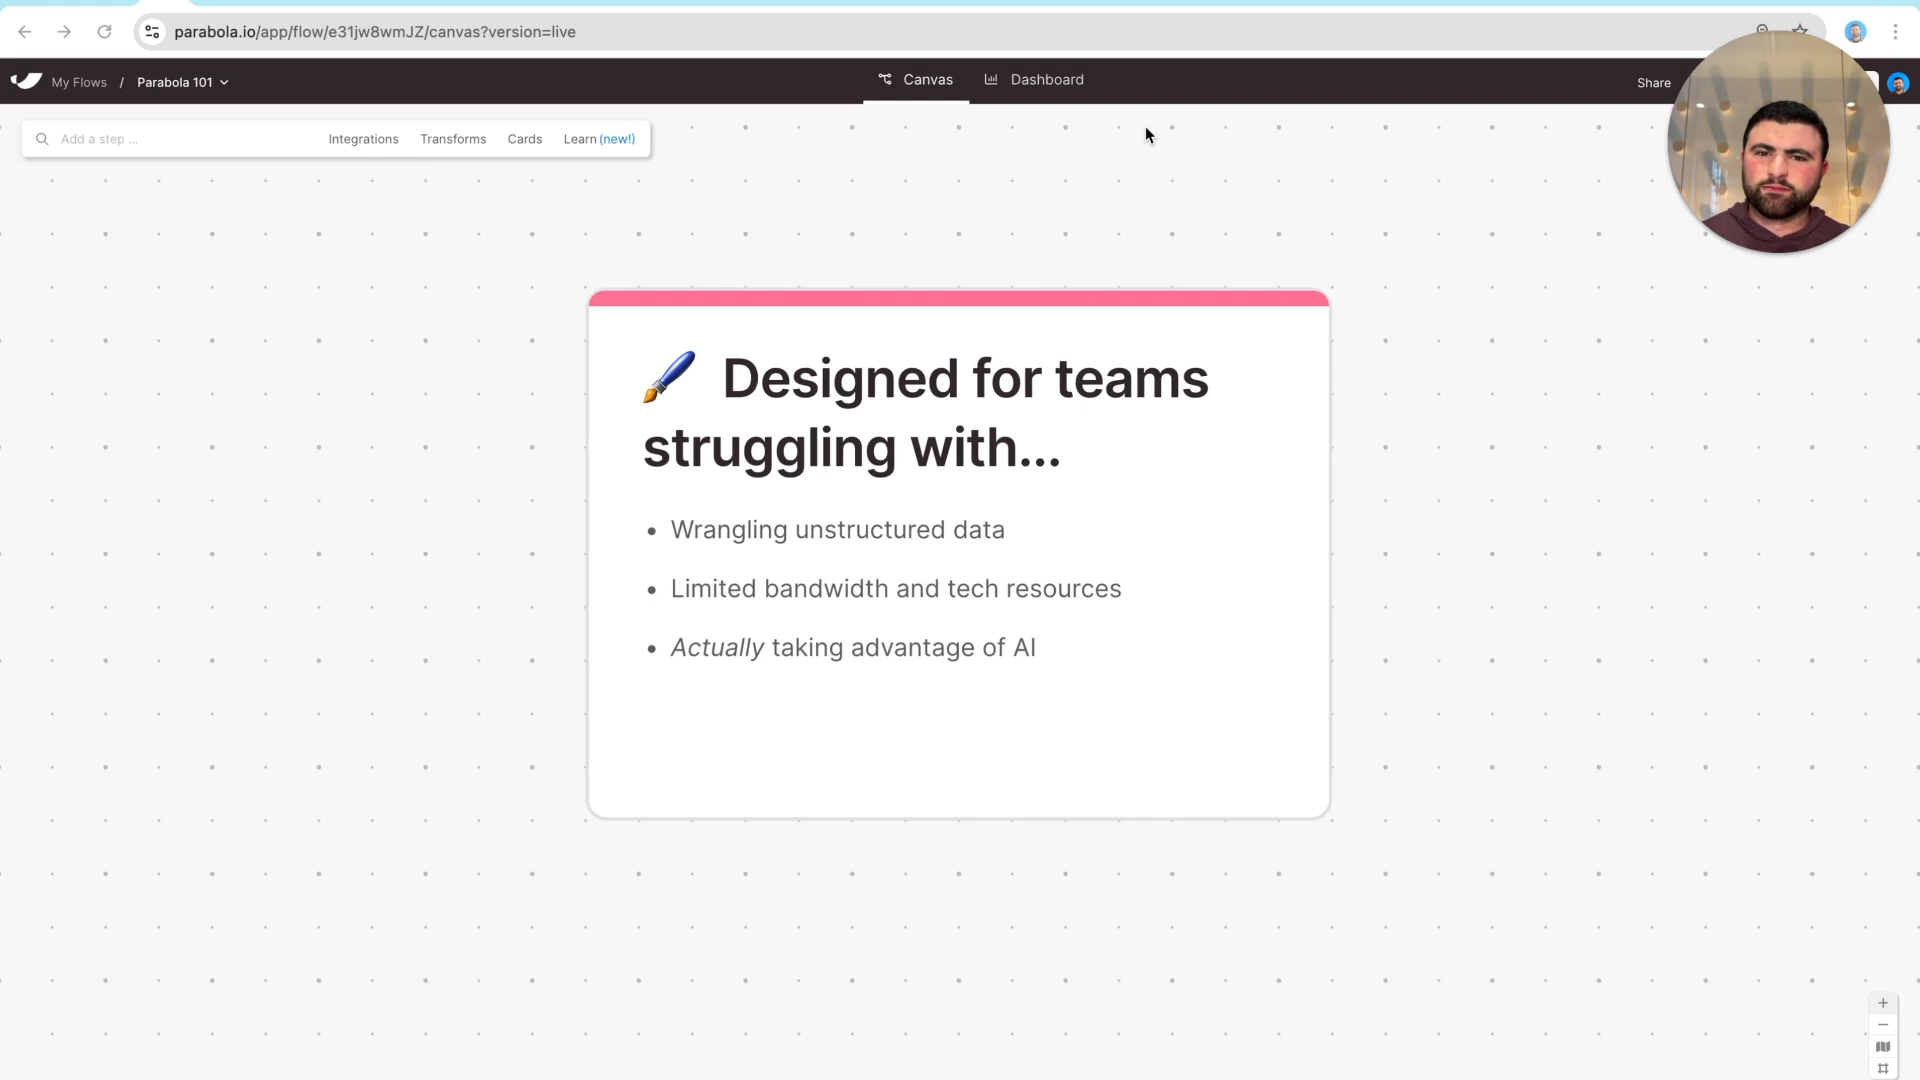 parabola.io/app/flow/e31jw8wmJZ/canvas?version=live
My Flows / Parabola 101
Canvas
Dashboard
Share
Add a step ...
Integrations
Transforms
Cards
Learn (new!)
Designed for teams
struggling with...
• Wrangling unstructured data
• Limited bandwidth and tech resources
• Actually taking advantage of AI